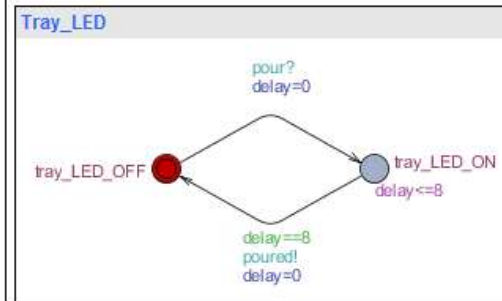 Tray_LED
pour?
delay=0
tray_LED_OFF
tray_LED_ON
delay<=8
delay==8
poured!
delay=0